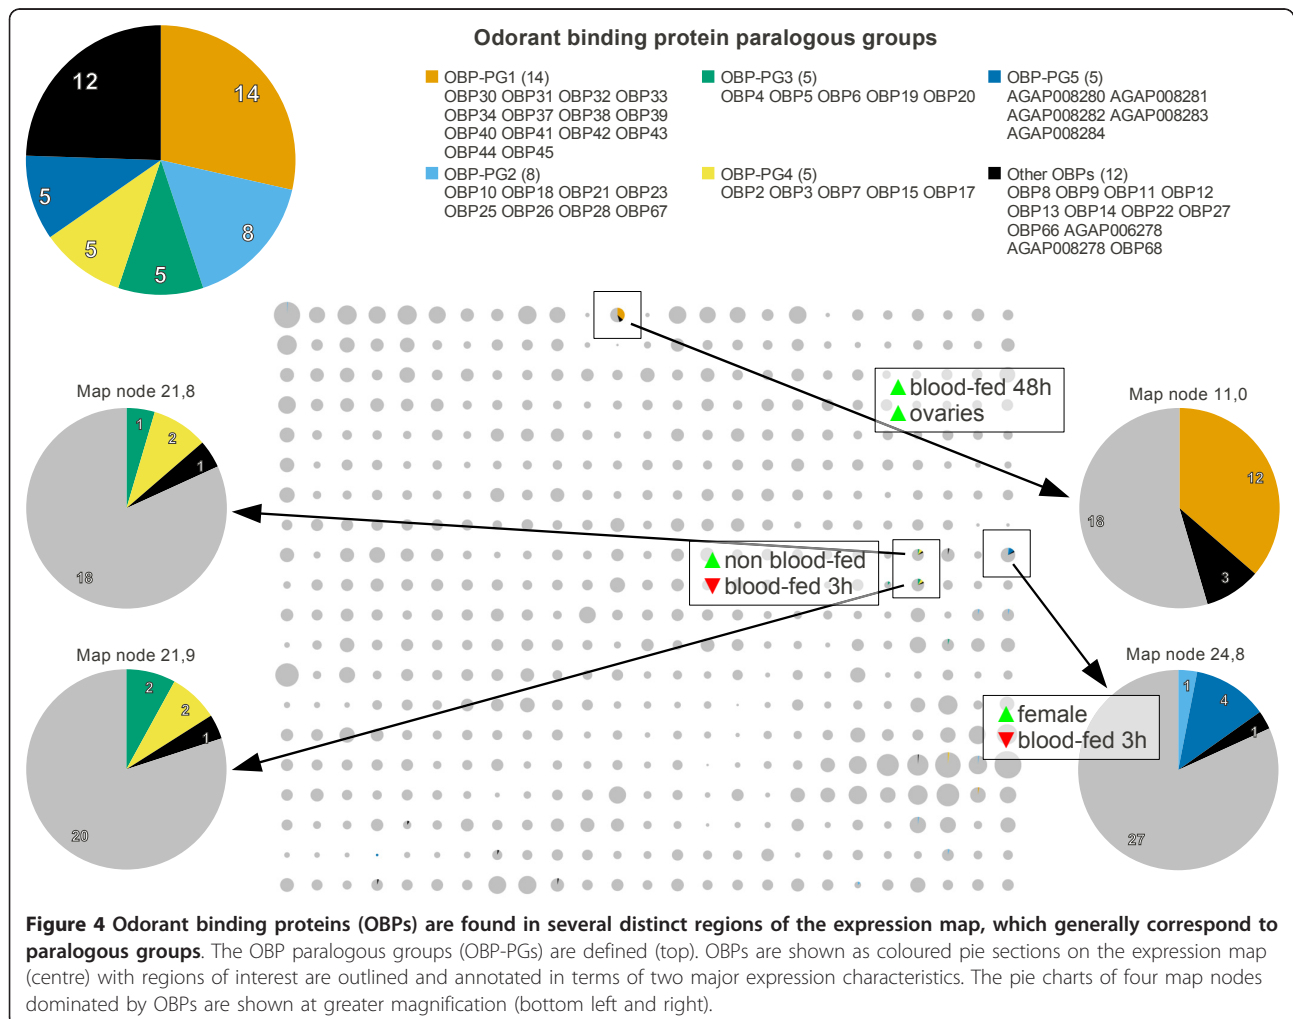 Odorant binding protein paralogous groups
12
14
5
8
5
5
OBP-PG1 (14)
OBP30 OBP31 OBP32 OBP33
OBP34 OBP37 OBP38 OBP39
OBP40 OBP41 OBP42 OBP43
OBP44 OBP45
OBP-PG2 (8)
OBP10 OBP18 OBP21 OBP23
OBP25 OBP26 OBP28 OBP67
OBP-PG3 (5)
OBP4 OBP5 OBP6 OBP19 OBP20
OBP-PG4 (5)
OBP2 OBP3 OBP7 OBP15 OBP17
OBP-PG5 (5)
AGAP008280 AGAP008281
AGAP008282 AGAP008283
AGAP008284
Other OBPs (12)
OBP8 OBP9 OBP11 OBP12
OBP13 OBP14 OBP22 OBP27
OBP66 AGAP006278
AGAP008278 OBP68
blood-fed 48h
ovaries
Map node 21,8
1
2
1
18
Map node 11,0
12
18
3
non blood-fed
blood-fed 3h
Map node 21,9
2
2
1
20
Map node 24,8
1
4
1
27
female
blood-fed 3h
Figure 4 Odorant binding proteins (OBPs) are found in several distinct regions of the expression map, which generally correspond to
paralogous groups. The OBP paralogous groups (OBP-PGs) are defined (top). OBPs are shown as coloured pie sections on the expression map
(centre) with regions of interest are outlined and annotated in terms of two major expression characteristics. The pie charts of four map nodes
dominated by OBPs are shown at greater magnification (bottom left and right).